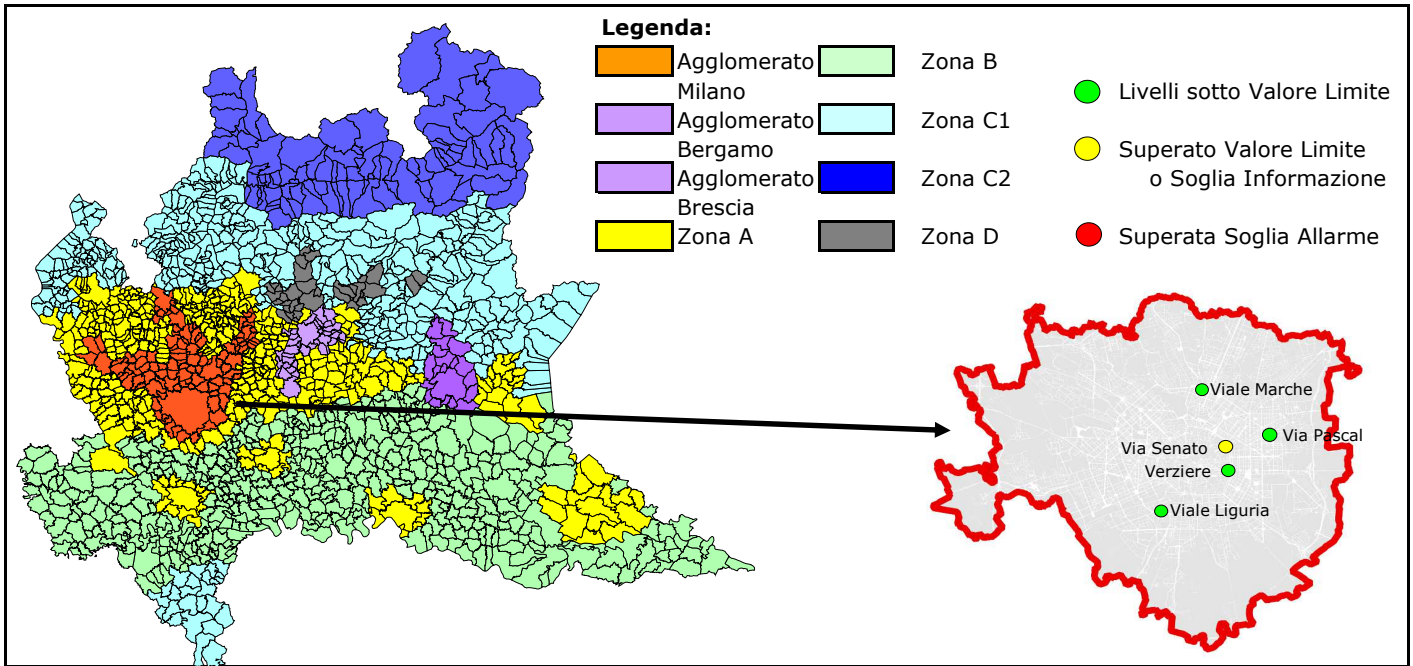 Legenda:
Agglomerato
Milano
Agglomerato
Bergamo
Agglomerato
Brescia
Zona A
Zona B
Zona C1
Zona C2
Zona D
Livelli sotto Valore Limite
Superato Valore Limite
o Soglia Informazione
Superata Soglia Allarme
Viale Marche
Via Pascal
Via Senato
Verziere
Viale Liguria